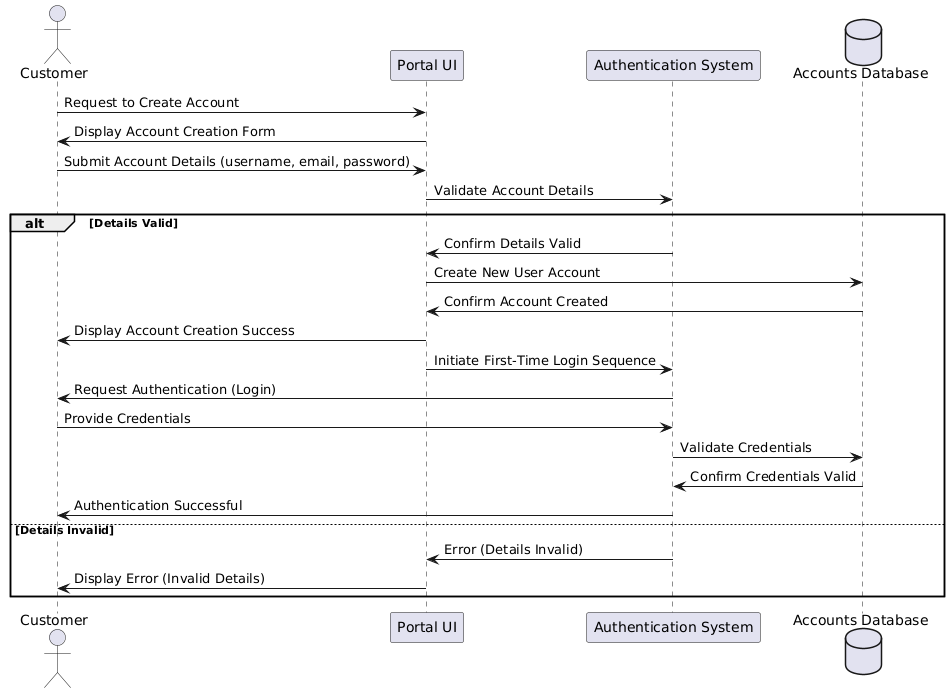 Customer
Portal UI
Authentication System
Accounts Database
Request to Create Account
Display Account Creation Form
Submit Account Details (username, email, password)
Validate Account Details
alt [Details Valid]
Confirm Details Valid
Create New User Account
Confirm Account Created
Display Account Creation Success
Initiate First-Time Login Sequence
Request Authentication (Login)
Provide Credentials
Validate Credentials
Confirm Credentials Valid
Authentication Successful
[Details Invalid]
Error (Details Invalid)
Display Error (Invalid Details)
Customer
Portal UI
Authentication System
Accounts Database